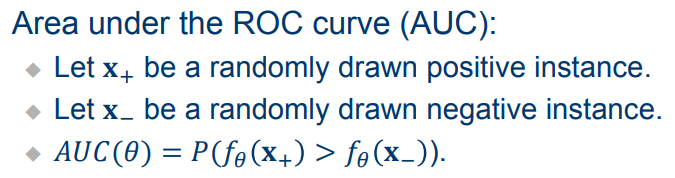 Area under the ROC curve (AUC):
◆ Let 𝐱₊ be a randomly drawn positive instance.
◆ Let 𝐱₋ be a randomly drawn negative instance.
◆ 𝐴𝑈𝐶(𝜃) = 𝑃(𝑓_𝜃(𝐱₊) > 𝑓_𝜃(𝐱₋)).